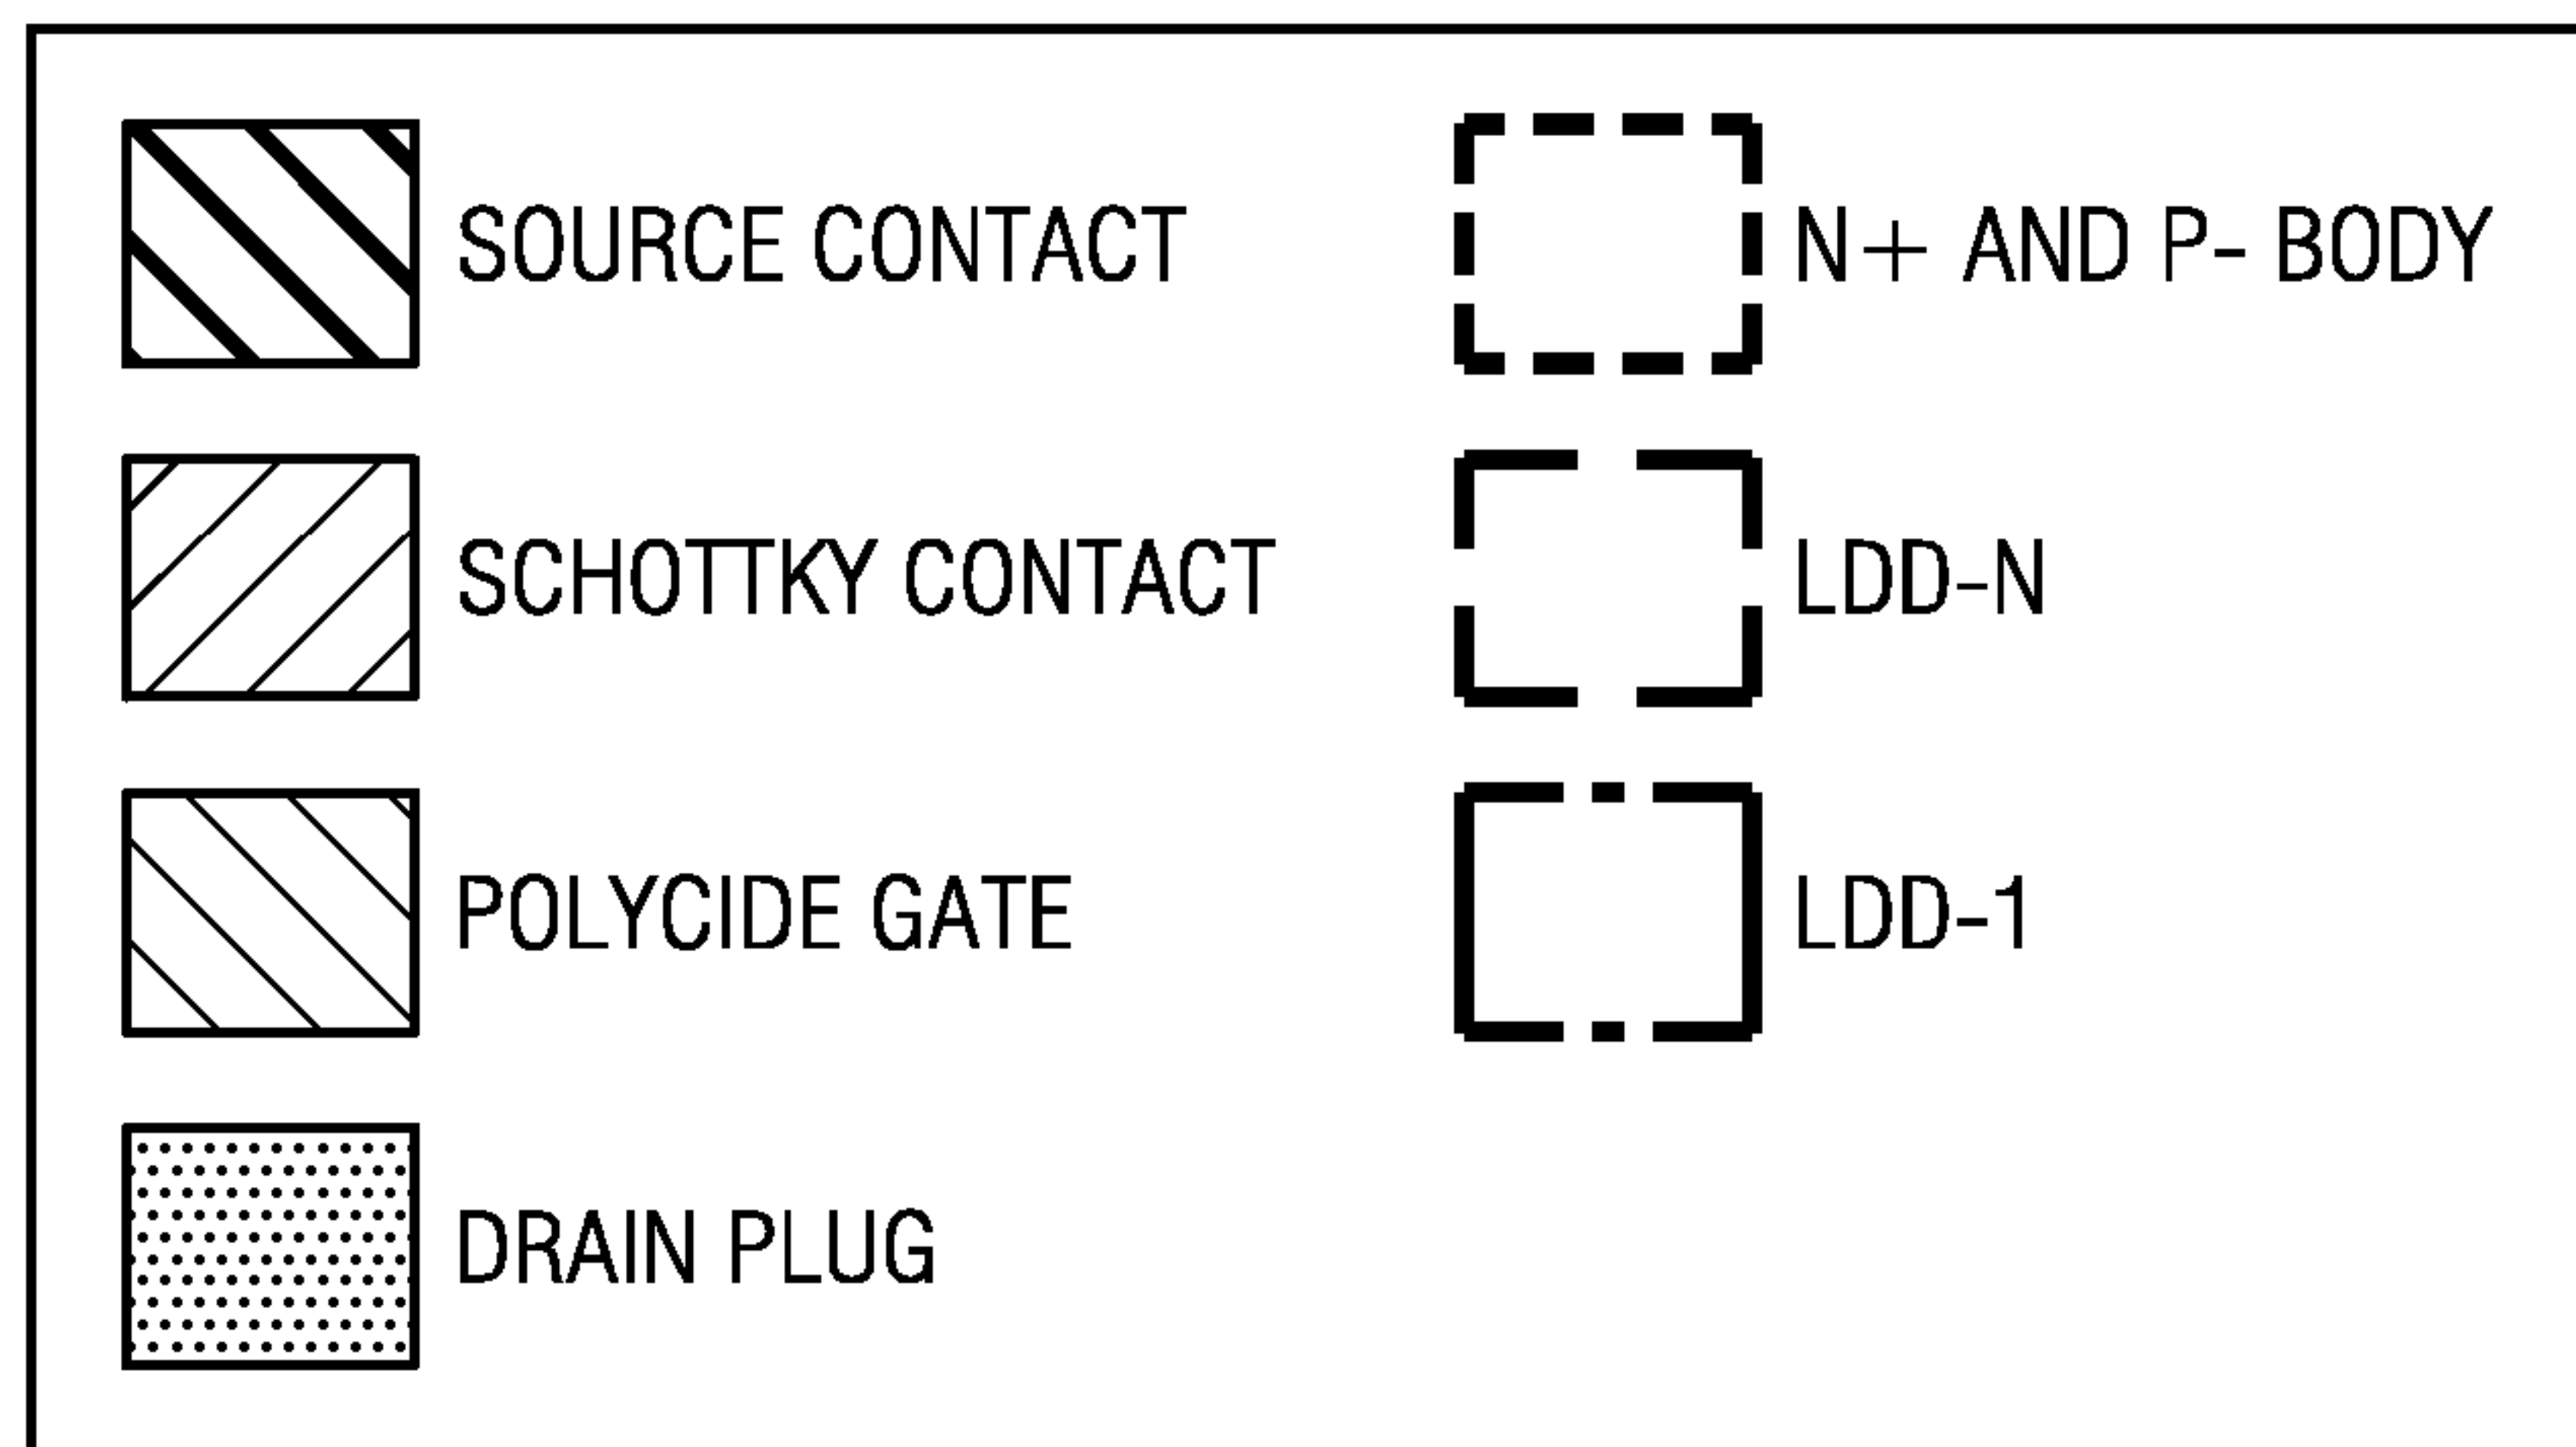 SOURCE CONTACT
SCHOTTKY CONTACT
POLYCIDE GATE
DRAIN PLUG
N+ AND P- BODY
LDD-N
LDD-1